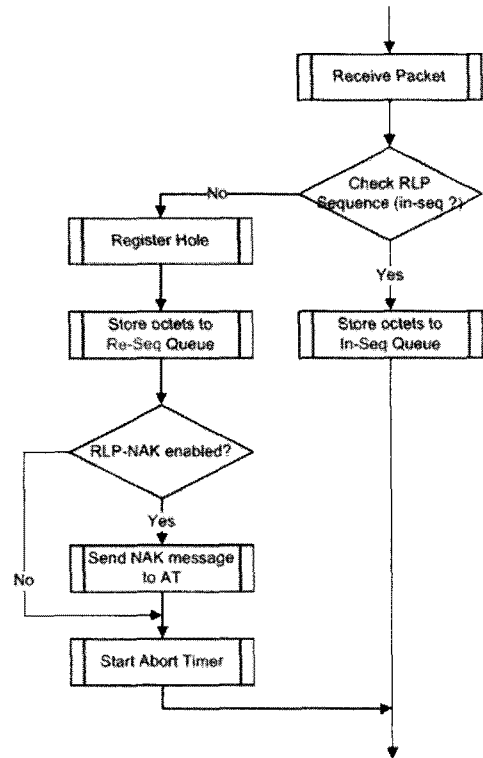 Receive Packet
Check RLP
Sequence (in-seq ?)
No
Register Hole
Yes
Store octets to
Re-Seq Queue
Store octets to
In-Seq Queue
RLP-NAK enabled?
Yes
Send NAK message
to AT
No
Start Abort Timer